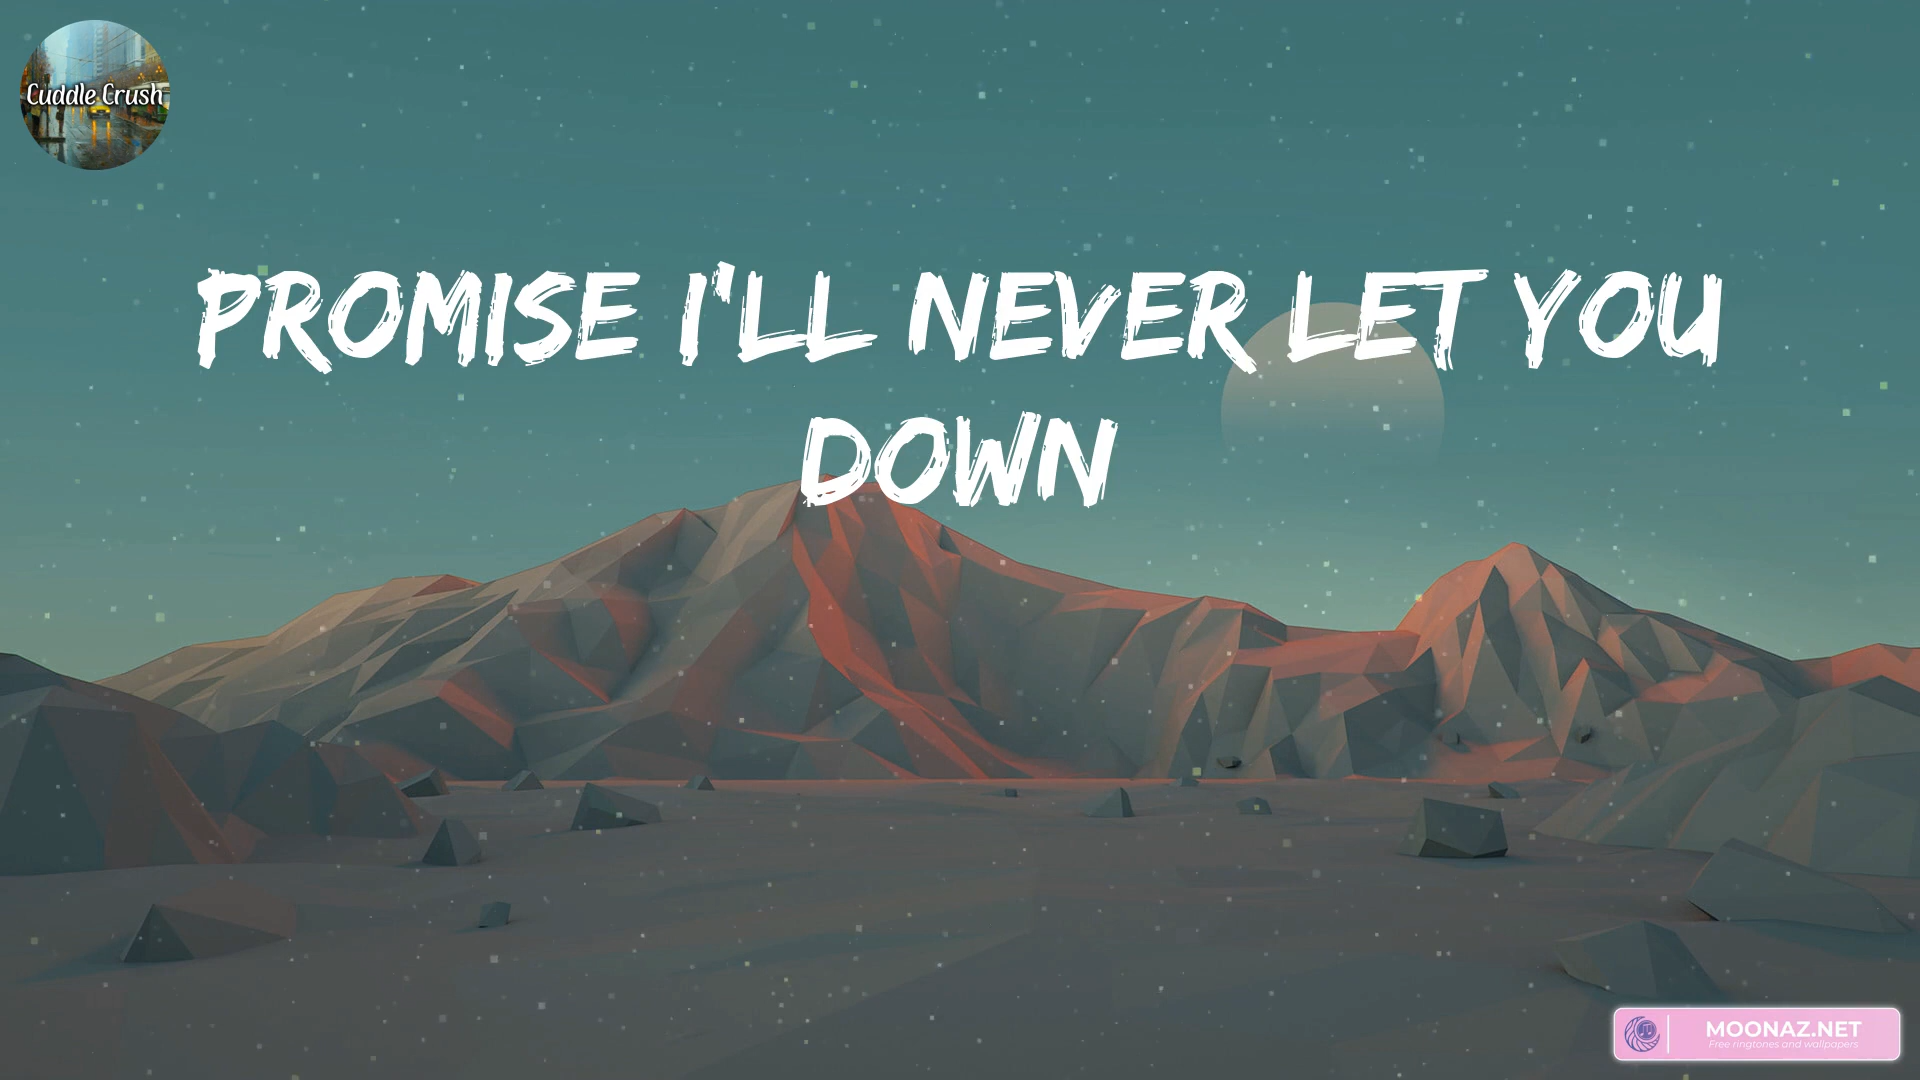 Cuddle Crush
PROMISE I'LL NEVER LET YOU
DOWN
MOONAZ.NET
Free ringtones and wallpapers